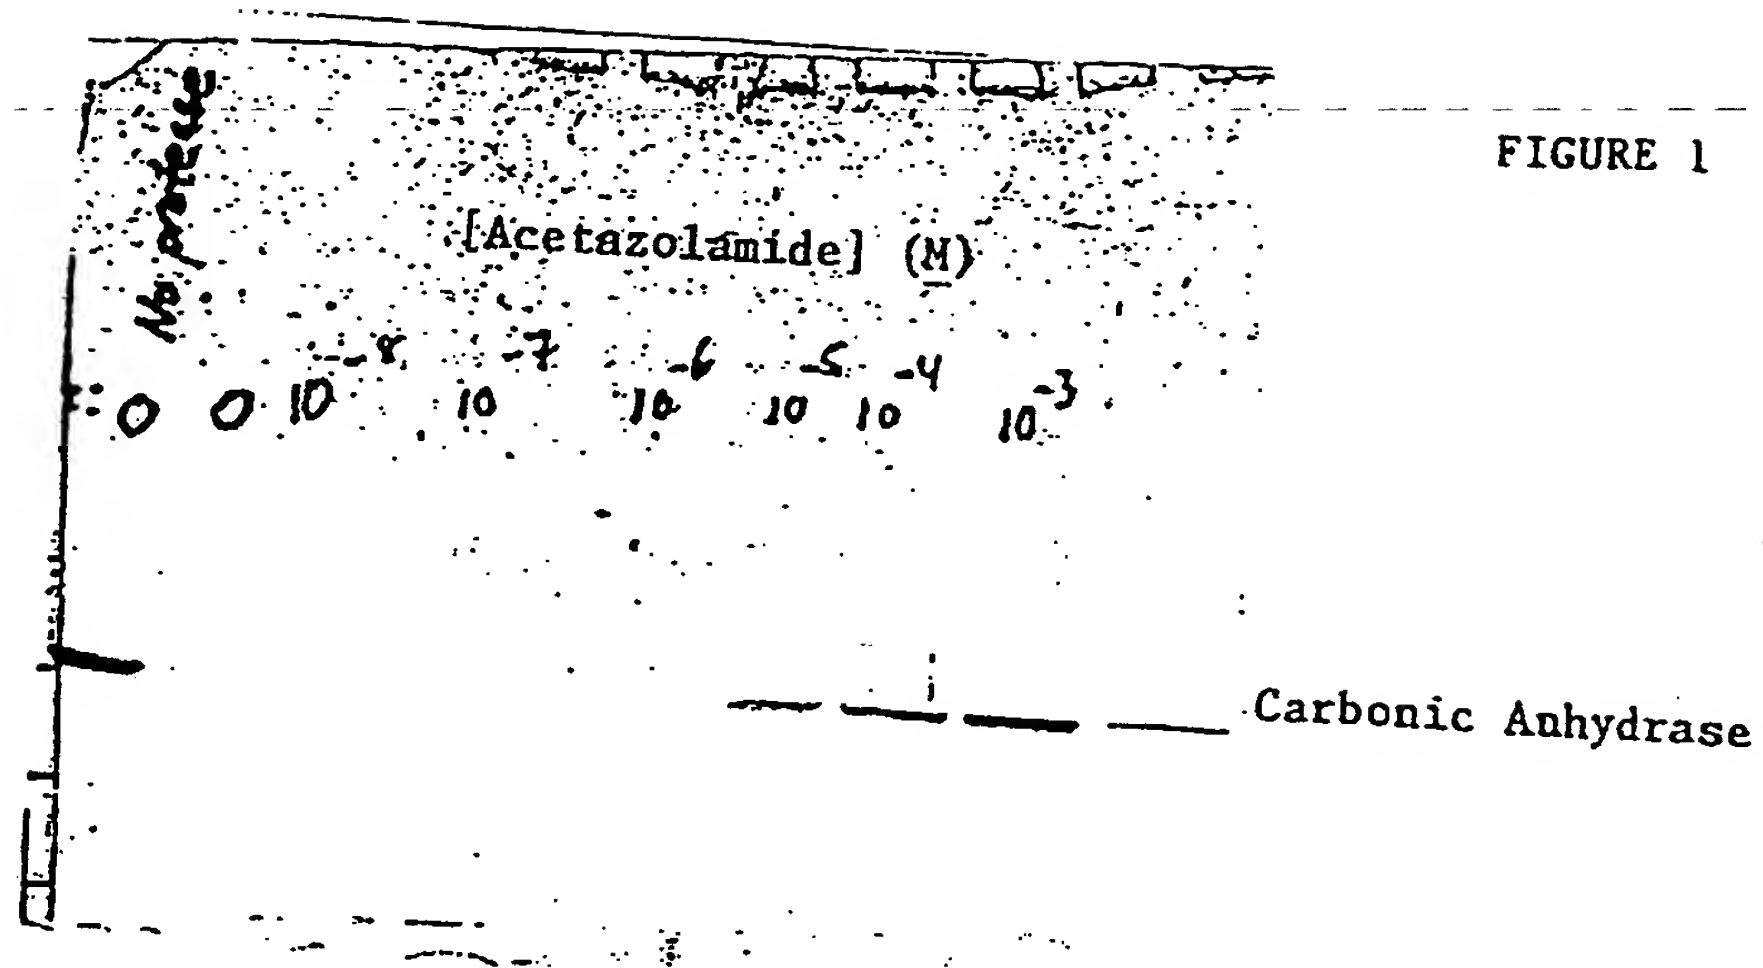 FIGURE 1
No protease
[Acetazolamide] (M)
0 0 10⁻⁸ 10⁻⁷ 10⁻⁶ 10⁻⁵ 10⁻⁴ 10⁻³
Carbonic Anhydrase